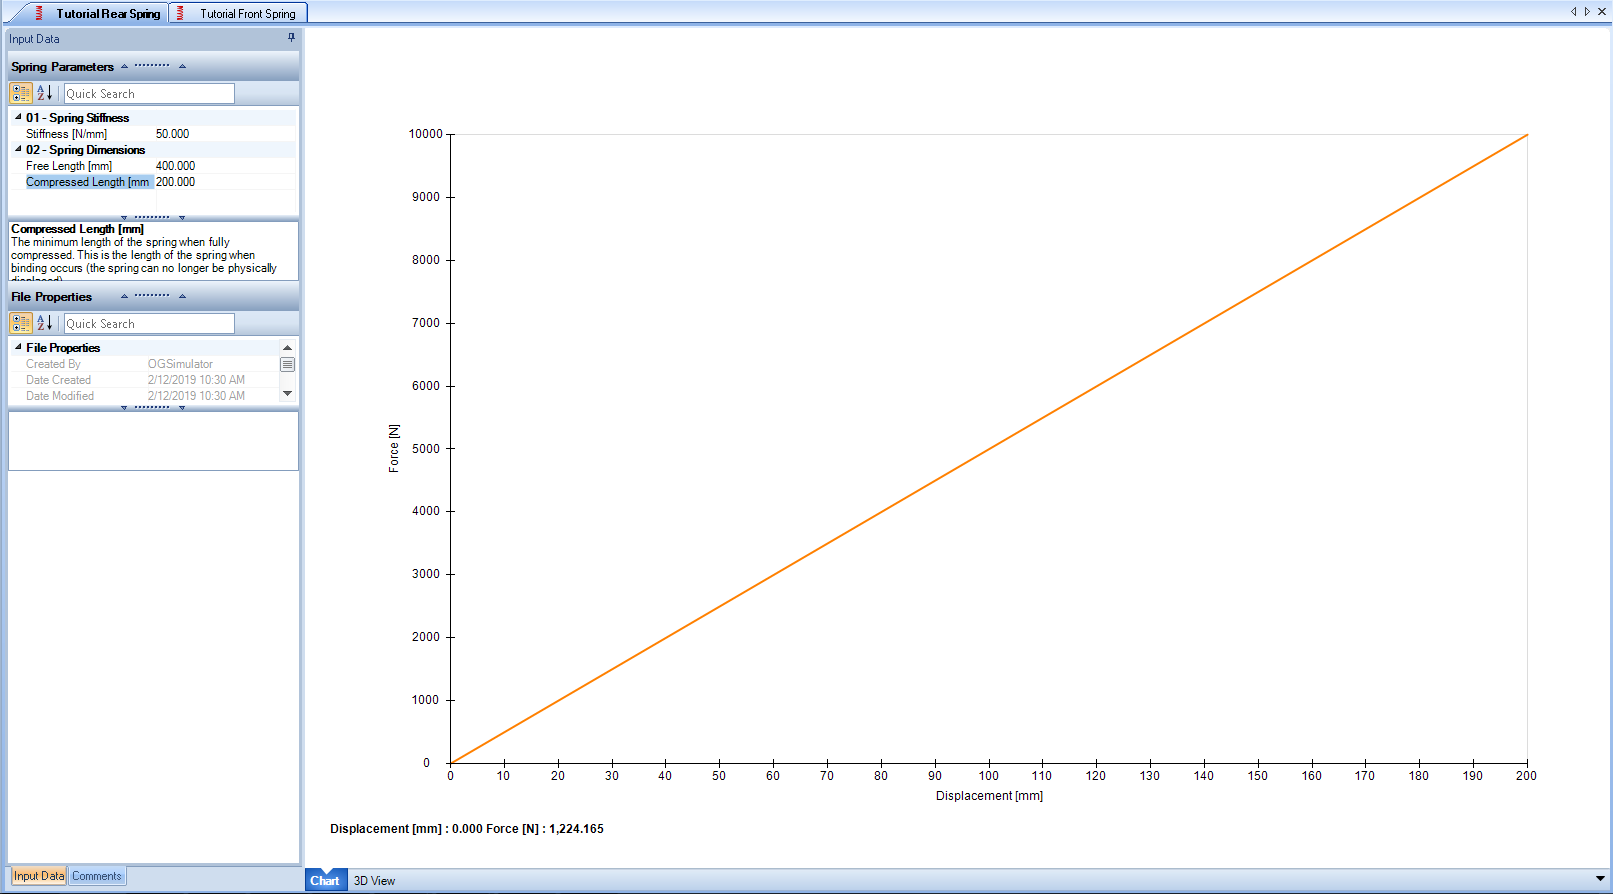 Tutorial Rear Spring
Tutorial Front Spring
Input Data
Spring Parameters
Quick Search
01 - Spring Stiffness
Stiffness [N/mm] 50.000
02 - Spring Dimensions
Free Length [mm] 400.000
Compressed Length [mm 200.000
Compressed Length [mm]
The minimum length of the spring when fully
compressed. This is the length of the spring when
binding occurs (the spring can no longer be physically
displaced)
File Properties
Quick Search
File Properties
Created By OGSimulator
Date Created 2/12/2019 10:30 AM
Date Modified 2/12/2019 10:30 AM
Input Data
Comments
10000
9000
8000
7000
6000
5000
4000
3000
2000
1000
0
Force [N]
0 10 20 30 40 50 60 70 80 90 100 110 120 130 140 150 160 170 180 190 200
Displacement [mm]
Displacement [mm] : 0.000 Force [N] : 1,224.165
Chart
3D View